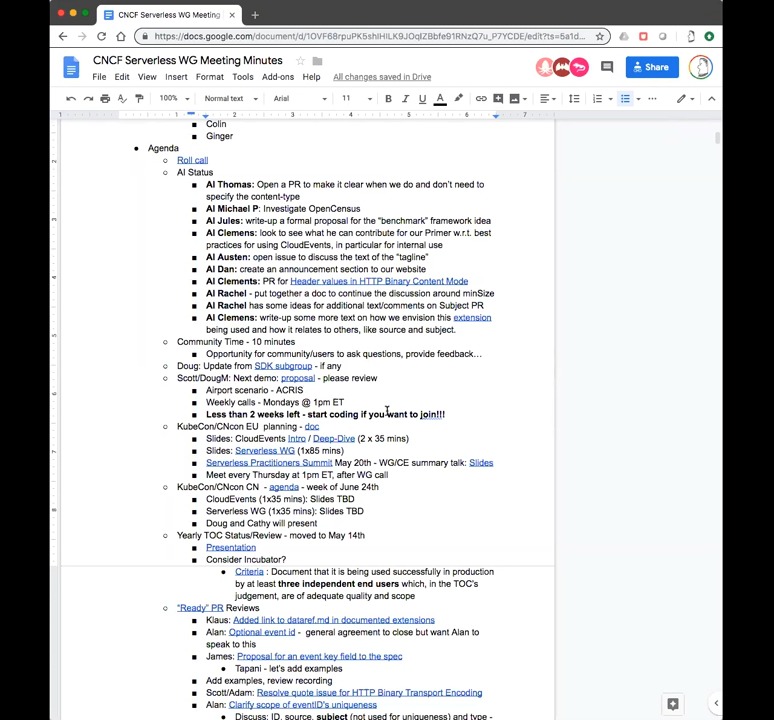 CNCF Serverless WG Meeting
https://docs.google.com/document/d/1OVF68rpuPK5shIHILK9JOqlZBbfe91RNzQ7u_P7YCDE/edit?ts=5a1d...
CNCF Serverless WG Meeting Minutes
File Edit View Insert Format Tools Add-ons Help All changes saved in Drive
Share
100% Normal text Arial 11
1 1 2 3 4 5 6 7
Colin
Ginger
Agenda
Roll call
AI Status
AI Thomas: Open a PR to make it clear when we do and don't need to
specify the content-type
AI Michael P: Investigate OpenCensus
AI Jules: write-up a formal proposal for the "benchmark" framework idea
AI Clemens: look to see what he can contribute for our Primer w.r.t. best
practices for using CloudEvents, in particular for internal use
AI Austen: open issue to discuss the text of the "tagline"
AI Dan: create an announcement section to our website
AI Clements: PR for Header values in HTTP Binary Content Mode
AI Rachel - put together a doc to continue the discussion around minSize
AI Rachel has some ideas for additional text/comments on Subject PR
AI Clemens: write-up some more text on how we envision this extension
being used and how it relates to others, like source and subject.
Community Time - 10 minutes
Opportunity for community/users to ask questions, provide feedback…
Doug: Update from SDK subgroup - if any
Scott/DougM: Next demo: proposal - please review
Airport scenario - ACRIS
Weekly calls - Mondays @ 1pm ET
Less than 2 weeks left - start coding if you want to join!!!
KubeCon/CNcon EU planning - doc
Slides: CloudEvents Intro / Deep-Dive (2 x 35 mins)
Slides: Serverless WG (1x85 mins)
Serverless Practitioners Summit May 20th - WG/CE summary talk: Slides
Meet every Thursday at 1pm ET, after WG call
KubeCon/CNcon CN - agenda - week of June 24th
CloudEvents (1x35 mins): Slides TBD
Serverless WG (1x35 mins): Slides TBD
Doug and Cathy will present
Yearly TOC Status/Review - moved to May 14th
Presentation
Consider Incubator?
Criteria : Document that it is being used successfully in production
by at least three independent end users which, in the TOC's
judgement, are of adequate quality and scope
"Ready" PR Reviews
Klaus: Added link to dataref.md in documented extensions
Alan: Optional event id - general agreement to close but want Alan to
speak to this
James: Proposal for an event key field to the spec
Tapani - let's add examples
Add examples, review recording
Scott/Adam: Resolve quote issue for HTTP Binary Transport Encoding
Alan: Clarify scope of eventID's uniqueness
Discuss: ID, source, subject (not used for uniqueness) and type -